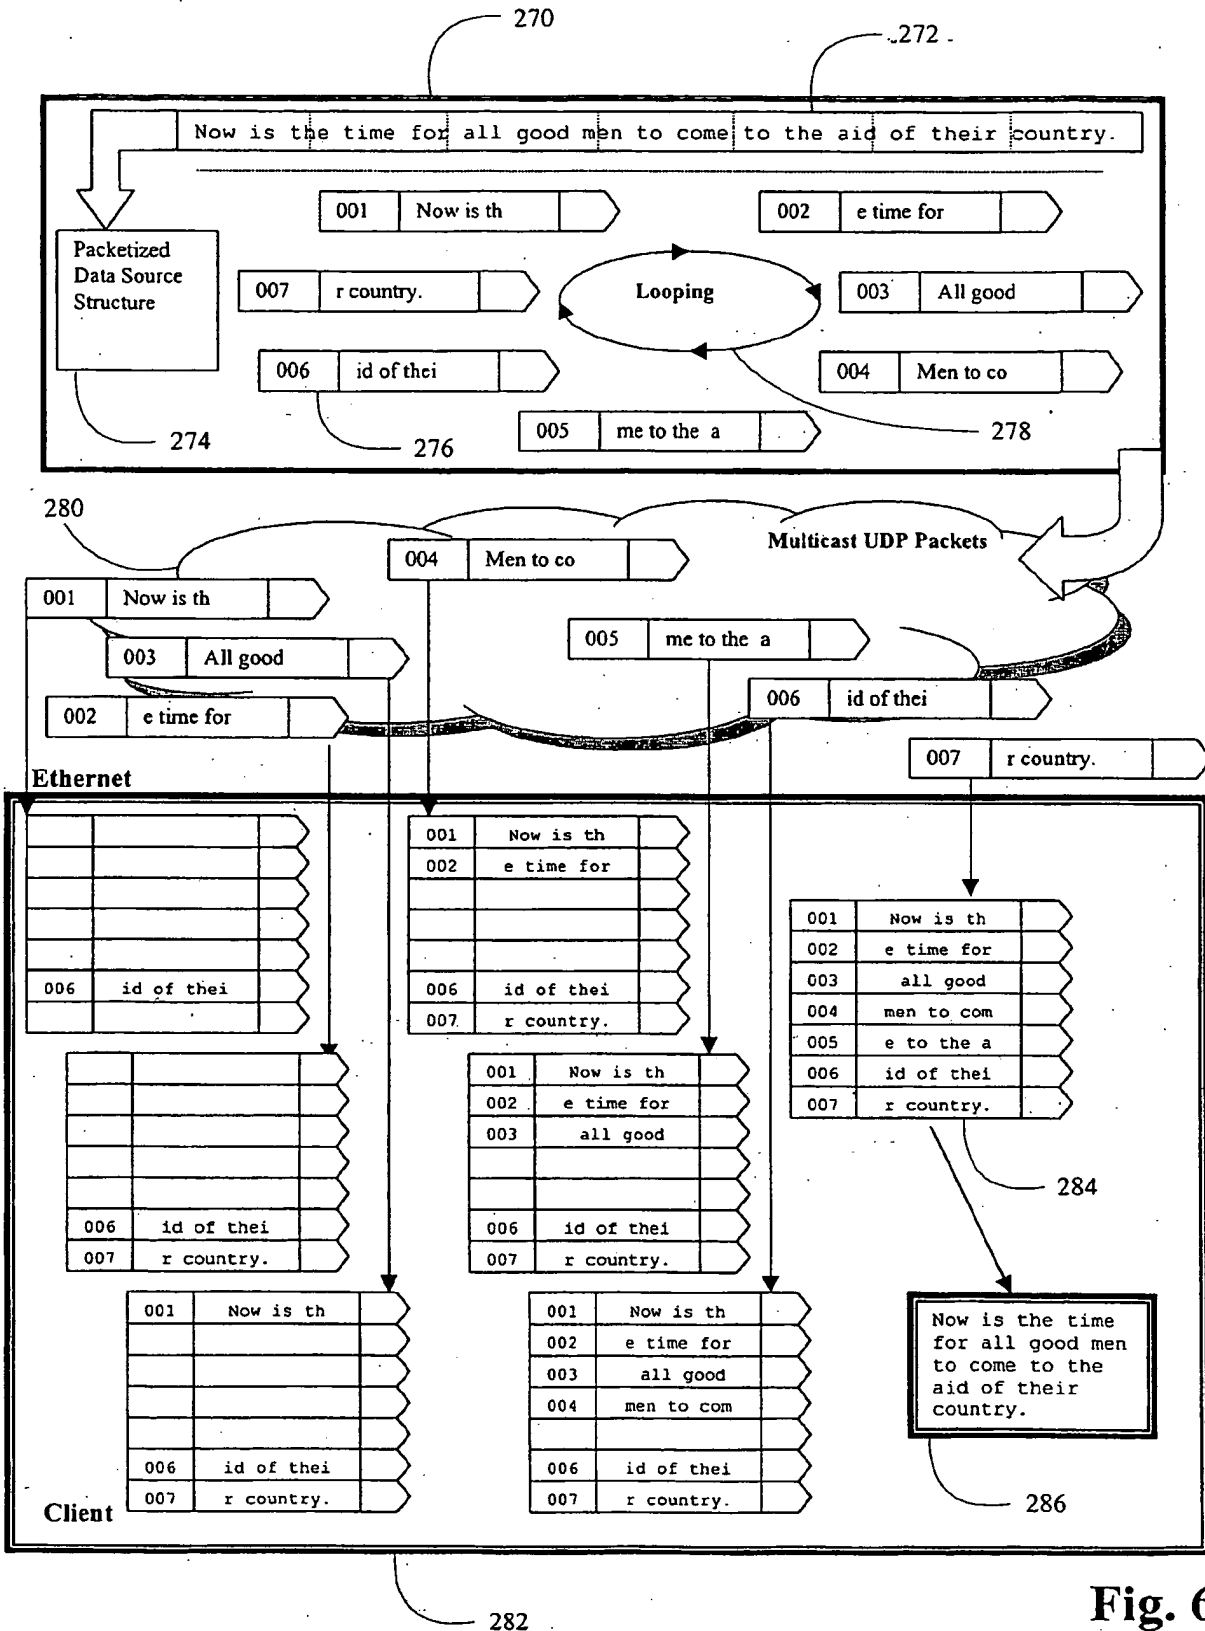 270
272
Now is the time for all good men to come to the aid of their country.
001 Now is th
002 e time for
Packetized
Data Source
Structure
007 r country.
Looping
003 All good
006 id of thei
004 Men to co
005 me to the a
274
276
278
280
Multicast UDP Packets
004 Men to co
001 Now is th
005 me to the a
003 All good
006 id of thei
002 e time for
007 r country.
Ethernet
006 id of thei
001 Now is th
002 e time for
006 id of thei
007. r country.
001 Now is th
002 e time for
003 all good
004 men to com
005 e to the a
006 id of thei
007 r country.
284
006 id of thei
007 r country.
001 Now is th
002 e time for
003 all good
006 id of thei
007 r country.
001 Now is th
006 id of thei
007 r country.
001 Now is th
002 e time for
003 all good
004 men to com
006 id of thei
007 r country.
Now is the time
for all good men
to come to the
aid of their
country.
286
Client
282
Fig. 6